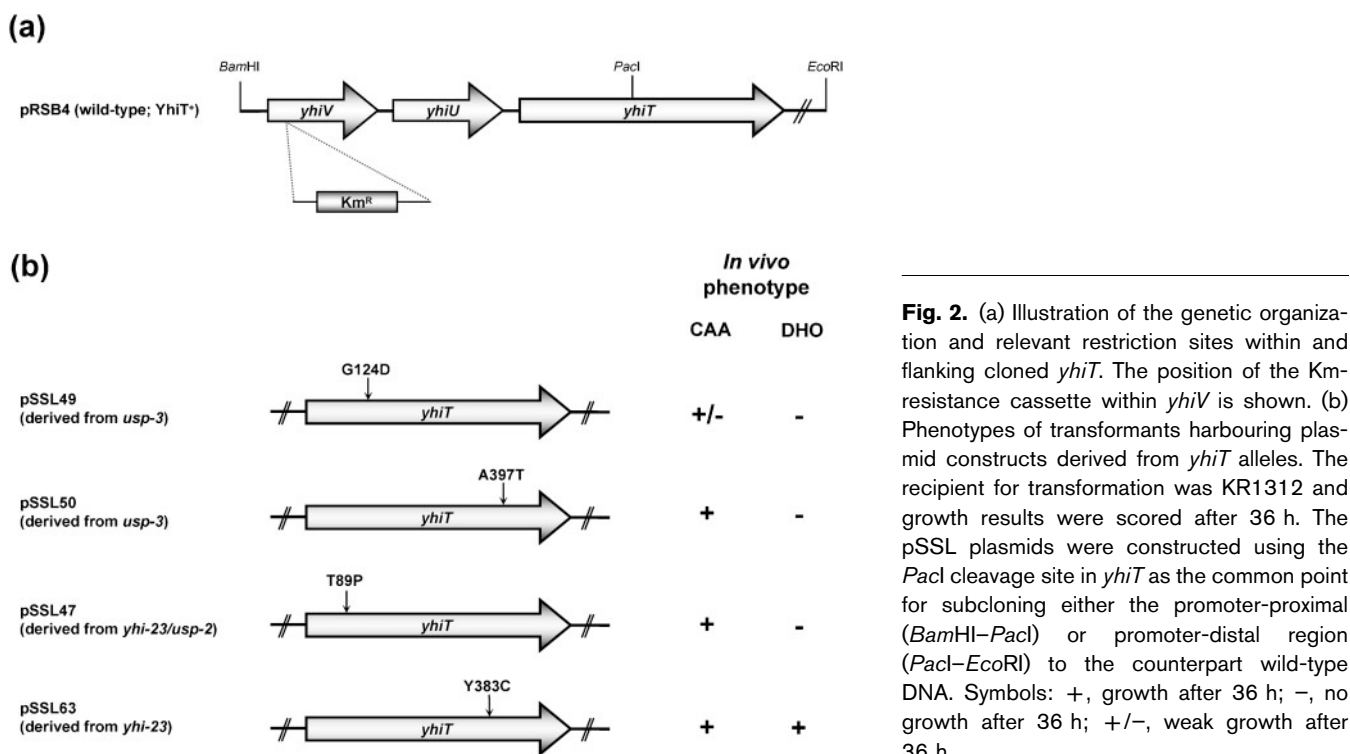 (a)
BamHI
PacI
EcoRI
pRSB4 (wild-type; YhiT⁺)
yhiV
yhiU
yhiT
Kmᴿ
(b)
In vivo
phenotype
CAA
DHO
G124D
pSSL49
(derived from usp-3)
yhiT
+/-
-
A397T
pSSL50
(derived from usp-3)
yhiT
+
-
T89P
pSSL47
(derived from yhi-23/usp-2)
yhiT
+
-
Y383C
pSSL63
(derived from yhi-23)
yhiT
+
+
Fig. 2. (a) Illustration of the genetic organiza-
tion and relevant restriction sites within and
flanking cloned yhiT. The position of the Km-
resistance cassette within yhiV is shown. (b)
Phenotypes of transformants harbouring plas-
mid constructs derived from yhiT alleles. The
recipient for transformation was KR1312 and
growth results were scored after 36 h. The
pSSL plasmids were constructed using the
PacI cleavage site in yhiT as the common point
for subcloning either the promoter-proximal
(BamHI–PacI) or promoter-distal region
(PacI–EcoRI) to the counterpart wild-type
DNA. Symbols: +, growth after 36 h; −, no
growth after 36 h; +/−, weak growth after
36 h